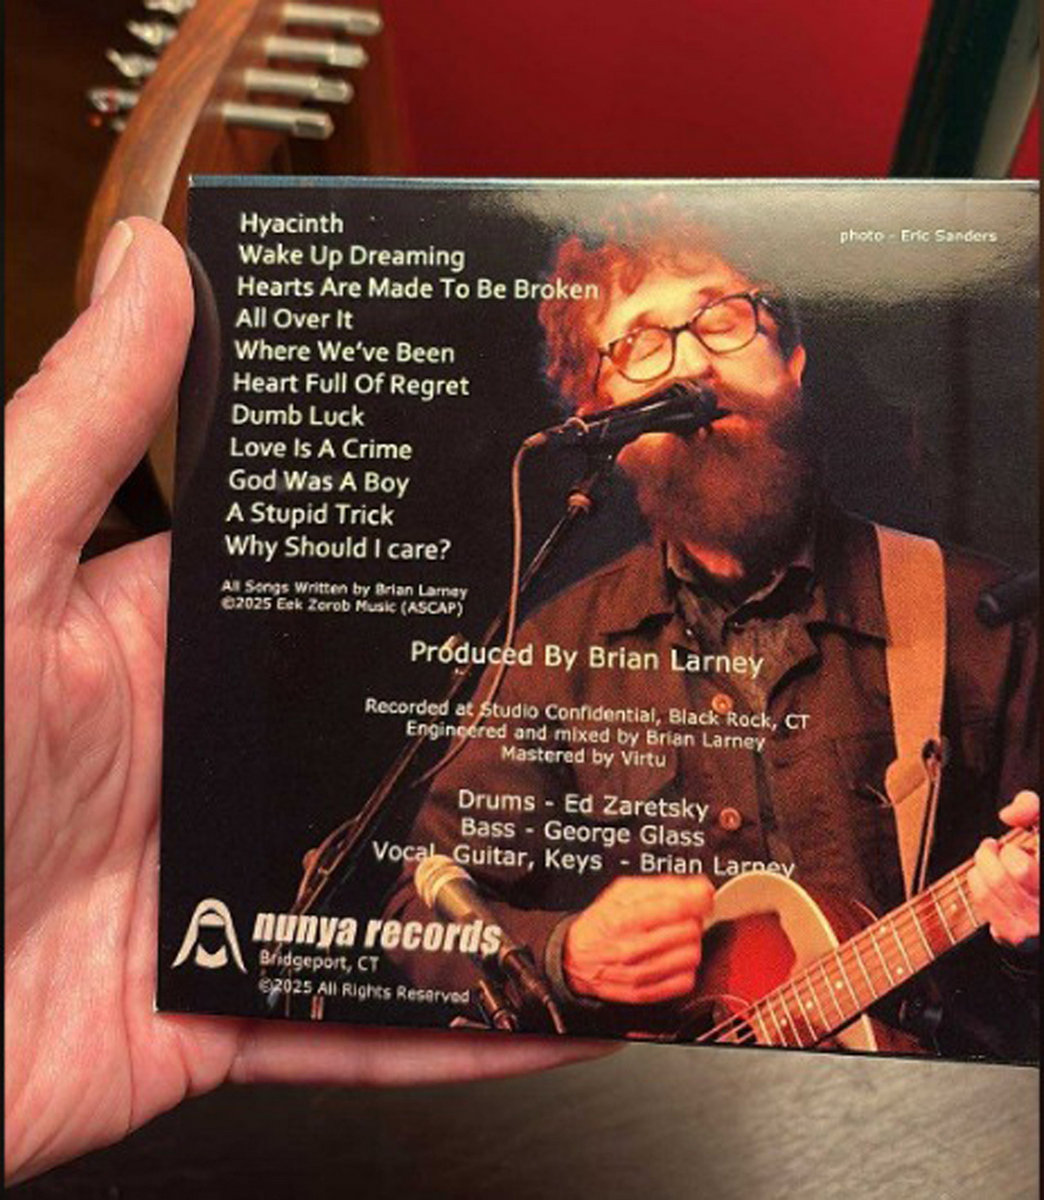 Hyacinth
Wake Up Dreaming
Hearts Are Made To Be Broken
All Over It
Where We've Been
Heart Full Of Regret
Dumb Luck
Love Is A Crime
God Was A Boy
A Stupid Trick
Why Should I care?
All Songs Written by Brian Larney
©2025 Eek Zorob Music (ASCAP)
photo - Eric Sanders
Produced By Brian Larney
Recorded at Studio Confidential, Black Rock, CT
Engineered and mixed by Brian Larney
Mastered by Virtu
Drums - Ed Zaretsky
Bass - George Glass
Vocal, Guitar, Keys - Brian Larney
nunya records
Bridgeport, CT
©2025 All Rights Reserved